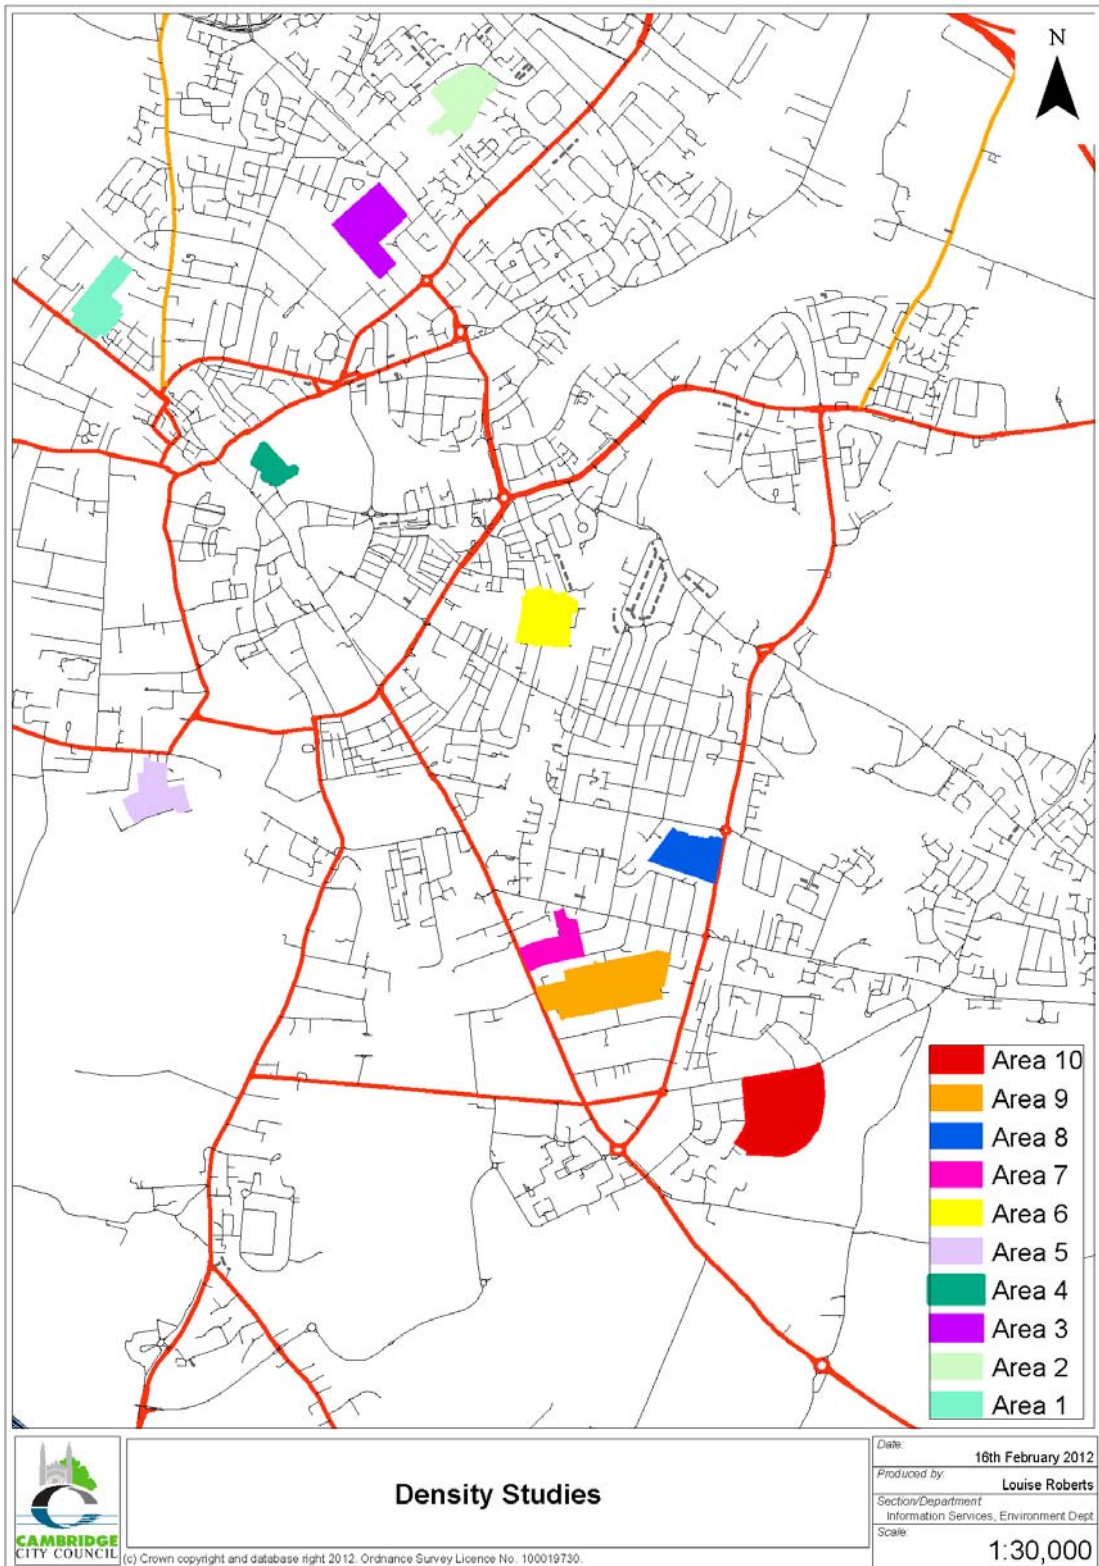 N
Area 10
Area 9
Area 8
Area 7
Area 6
Area 5
Area 4
Area 3
Area 2
Area 1
CAMBRIDGE
CITY COUNCIL
Density Studies
(c) Crown copyright and database right 2012. Ordnance Survey Licence No. 100019730.
Date:
16th February 2012
Produced by:
Louise Roberts
Section/Department
Information Services, Environment Dept
Scale:
1:30,000